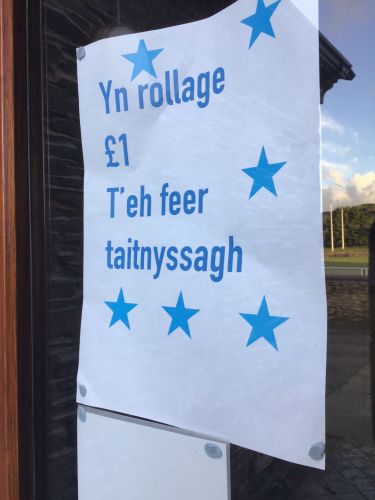 Yn rollage
£1
T'eh feer
taitnyssagh